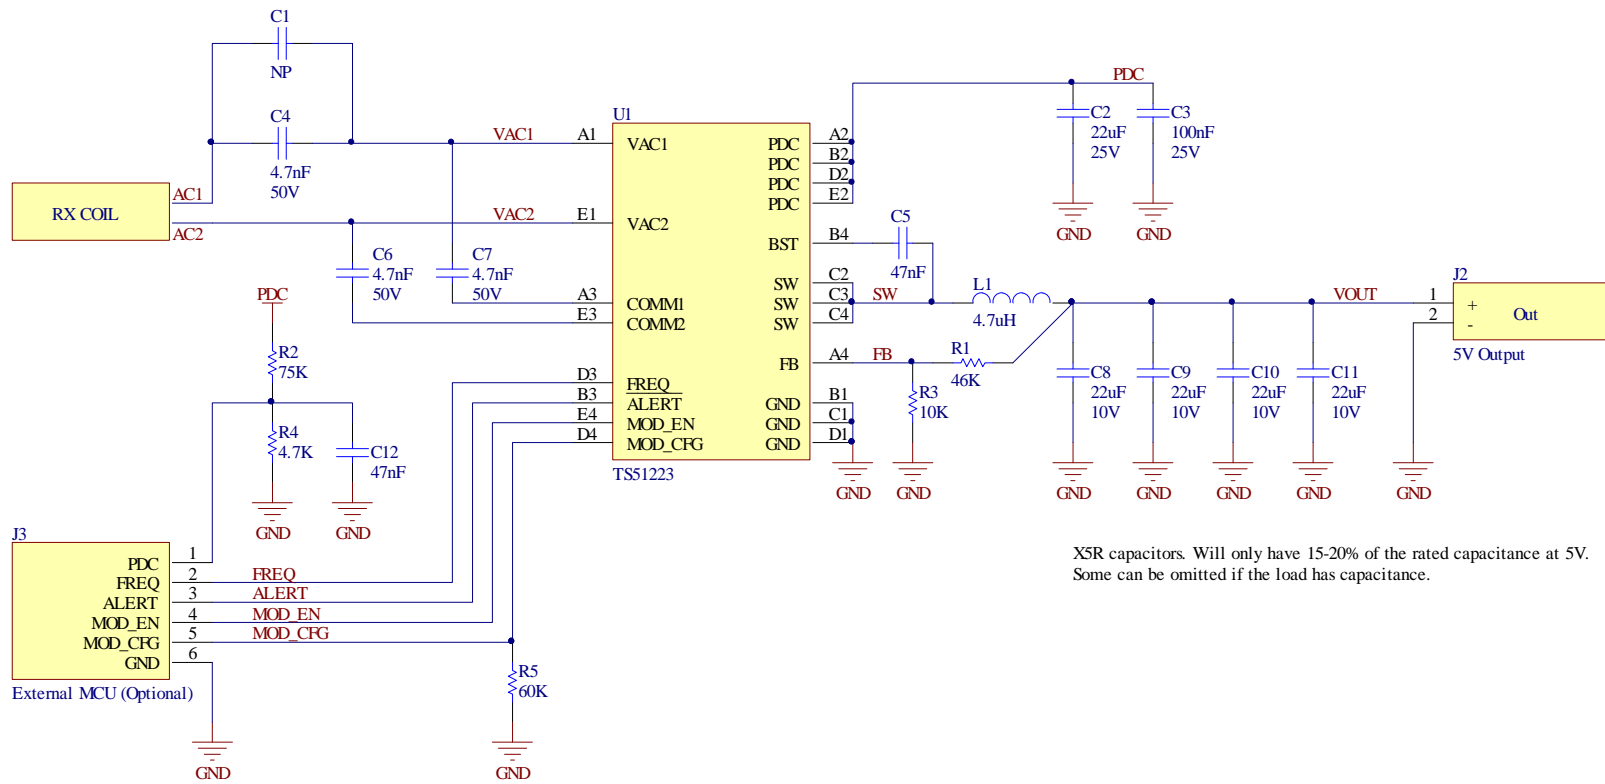 C1
NP
C4
4.7nF
50V
RX COIL
AC1
AC2
VAC1
A1
VAC2
E1
C6
4.7nF
50V
C7
4.7nF
50V
A3
E3
PDC
R2
75K
R4
4.7K
C12
47nF
GND
GND
D3
B3
E4
D4
U1
VAC1
VAC2
COMM1
COMM2
FREQ
ALERT
MOD_EN
MOD_CFG
PDC
PDC
PDC
PDC
BST
SW
SW
SW
FB
GND
GND
GND
TS51223
A2
B2
D2
E2
B4
C2
C3
C4
A4
B1
C1
D1
PDC
C2
22uF
25V
C3
100nF
25V
GND
GND
C5
47nF
SW
L1
4.7uH
FB
R1
46K
R3
10K
GND
GND
C8
22uF
10V
C9
22uF
10V
C10
22uF
10V
C11
22uF
10V
GND
GND
GND
GND
GND
VOUT
J2
1
2
+
-
Out
5V Output
X5R capacitors. Will only have 15-20% of the rated capacitance at 5V.
Some can be omitted if the load has capacitance.
J3
PDC
FREQ
ALERT
MOD_EN
MOD_CFG
GND
1
2
3
4
5
6
FREQ
ALERT
MOD_EN
MOD_CFG
External MCU (Optional)
GND
R5
60K
GND